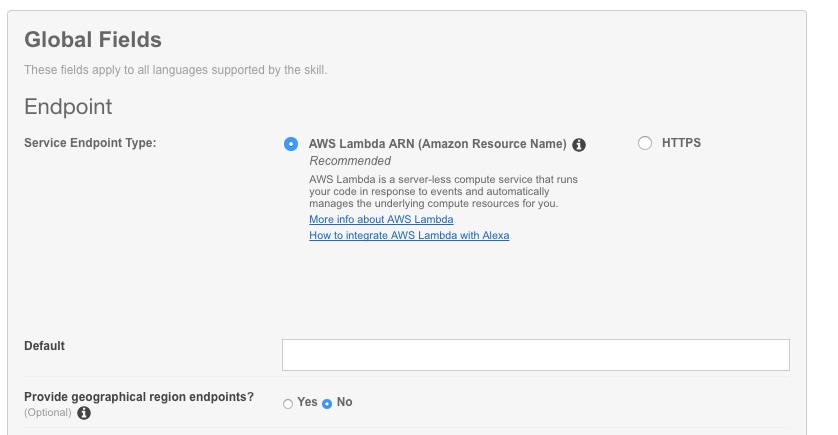 Global Fields
These fields apply to all languages supported by the skill.
Endpoint
Service Endpoint Type:
AWS Lambda ARN (Amazon Resource Name)
HTTPS
Recommended
AWS Lambda is a server-less compute service that runs
your code in response to events and automatically
manages the underlying compute resources for you.
More info about AWS Lambda
How to integrate AWS Lambda with Alexa
Default
Provide geographical region endpoints?
Yes No
(Optional)